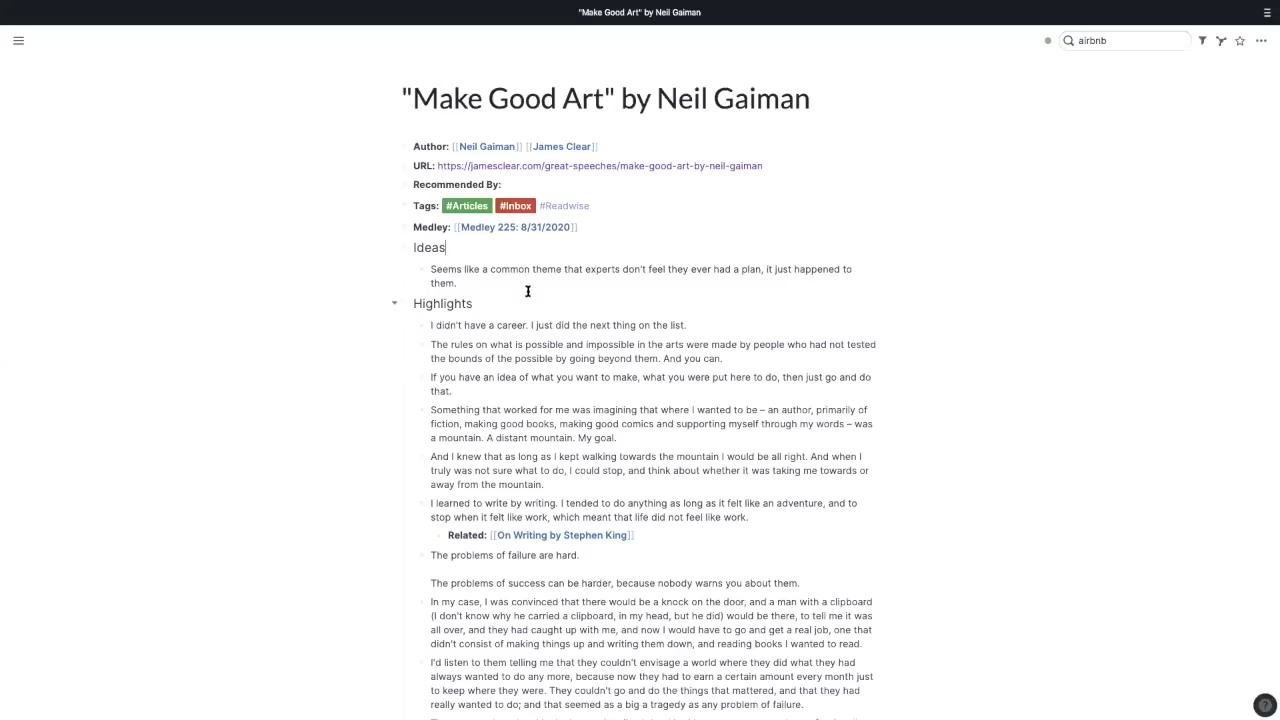 "Make Good Art" by Neil Gaiman
airbnb
"Make Good Art" by Neil Gaiman
Author: [[Neil Gaiman]] [[James Clear]]
URL: https://jamesclear.com/great-speeches/make-good-art-by-neil-gaiman
Recommended By:
Tags: #Articles #Inbox #Readwise
Medley: [[Medley 225: 8/31/2020]]
Ideas
Seems like a common theme that experts don't feel they ever had a plan, it just happened to
them.
Highlights
I didn't have a career. I just did the next thing on the list.
The rules on what is possible and impossible in the arts were made by people who had not tested
the bounds of the possible by going beyond them. And you can.
If you have an idea of what you want to make, what you were put here to do, then just go and do
that.
Something that worked for me was imagining that where I wanted to be – an author, primarily of
fiction, making good books, making good comics and supporting myself through my words – was
a mountain. A distant mountain. My goal.
And I knew that as long as I kept walking towards the mountain I would be all right. And when I
truly was not sure what to do, I could stop, and think about whether it was taking me towards or
away from the mountain.
I learned to write by writing. I tended to do anything as long as it felt like an adventure, and to
stop when it felt like work, which meant that life did not feel like work.
Related: [[On Writing by Stephen King]]
The problems of failure are hard.
The problems of success can be harder, because nobody warns you about them.
In my case, I was convinced that there would be a knock on the door, and a man with a clipboard
(I don't know why he carried a clipboard, in my head, but he did) would be there, to tell me it was
all over, and they had caught up with me, and now I would have to go and get a real job, one that
didn't consist of making things up and writing them down, and reading books I wanted to read.
I'd listen to them telling me that they couldn't envisage a world where they did what they had
always wanted to do any more, because now they had to earn a certain amount every month just
to keep where they were. They couldn't go and do the things that mattered, and that they had
really wanted to do; and that seemed as a big a tragedy as any problem of failure.